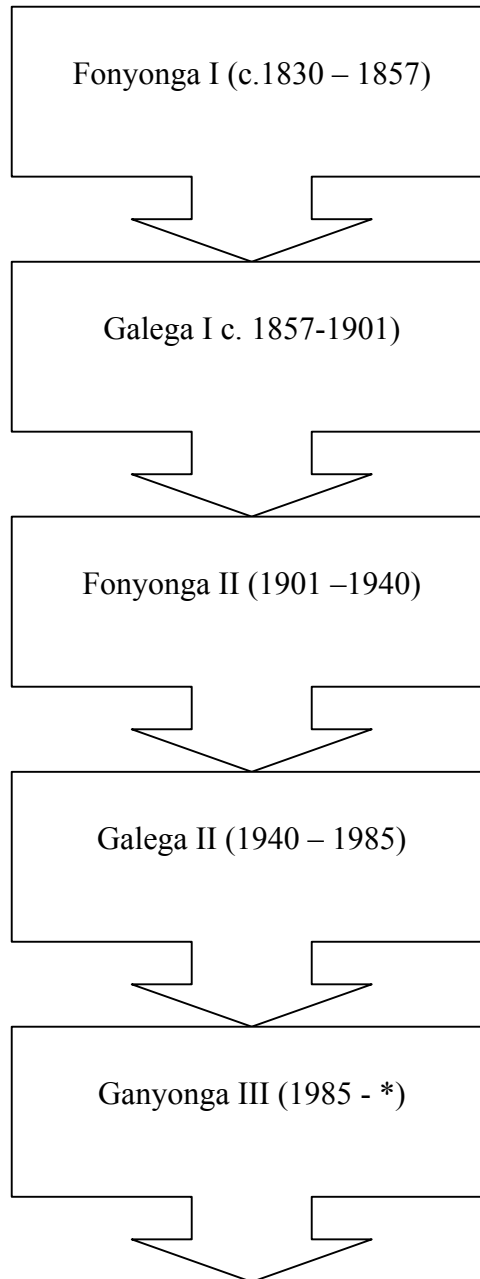 Fonyonga I (c.1830 – 1857)
Galega I c. 1857-1901)
Fonyonga II (1901 –1940)
Galega II (1940 – 1985)
Ganyonga III (1985 - *)